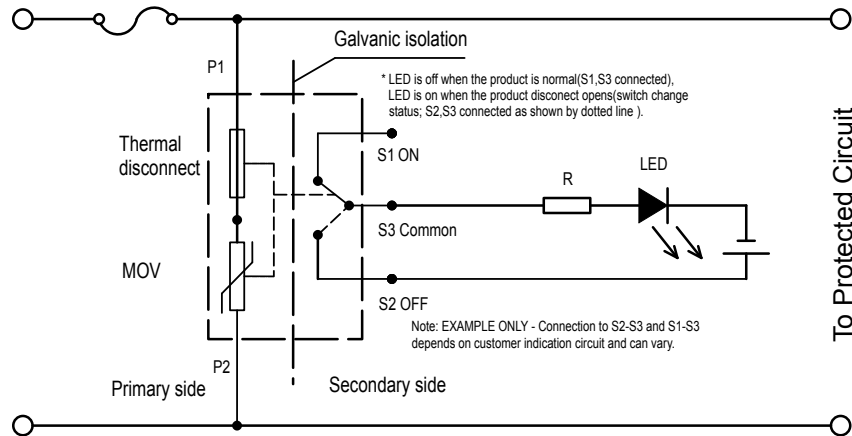 Galvanic isolation
P1
* LED is off when the product is normal(S1,S3 connected),
LED is on when the product disconect opens(switch change
status; S2,S3 connected as shown by dotted line ).
Thermal
disconnect
S1 ON
R
LED
S3 Common
MOV
S2 OFF
Note: EXAMPLE ONLY - Connection to S2-S3 and S1-S3
depends on customer indication circuit and can vary.
P2
Primary side
Secondary side
To Protected Circuit